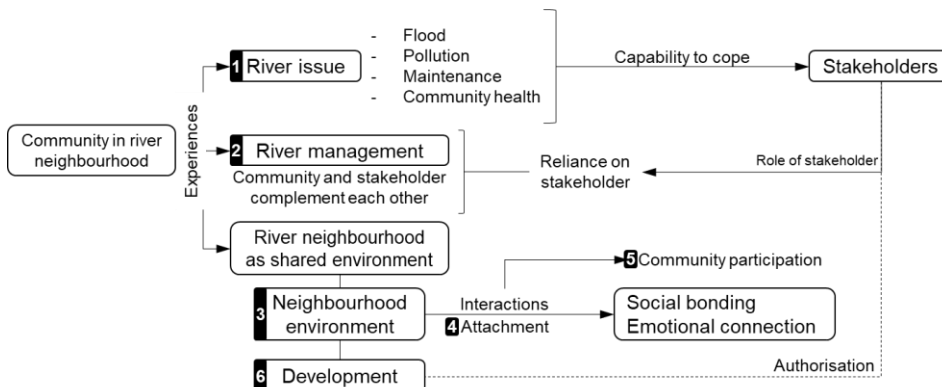 - Flood
- Pollution
- Maintenance
- Community health
1 River issue
Capability to cope
Stakeholders
Community in river
neighbourhood
Experiences
2 River management
Community and stakeholder
complement each other
Reliance on
stakeholder
Role of stakeholder
River neighbourhood
as shared environment
5 Community participation
3 Neighbourhood
environment
Interactions
4 Attachment
Social bonding
Emotional connection
6 Development
Authorisation